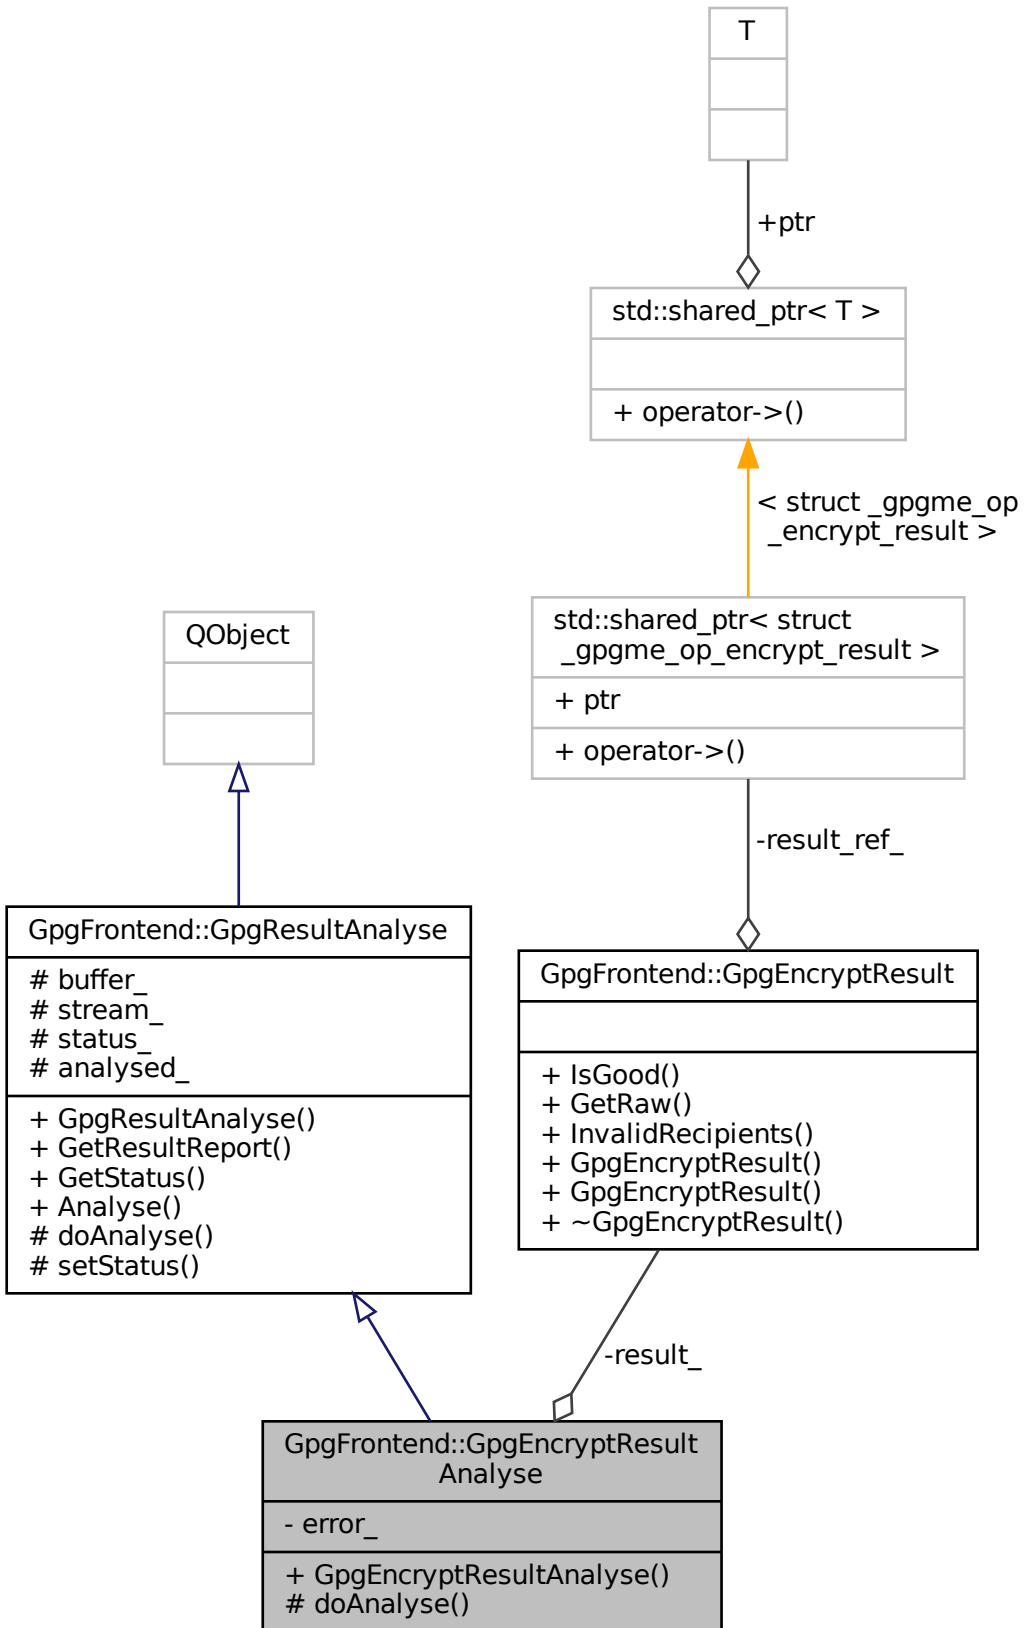 T
+ptr
std::shared_ptr< T >
+ operator->()
< struct _gpgme_op
_encrypt_result >
std::shared_ptr< struct
_gpgme_op_encrypt_result >
+ ptr
+ operator->()
QObject
-result_ref_
GpgFrontend::GpgResultAnalyse
# buffer_
# stream_
# status_
# analysed_
+ GpgResultAnalyse()
+ GetResultReport()
+ GetStatus()
+ Analyse()
# doAnalyse()
# setStatus()
GpgFrontend::GpgEncryptResult
+ IsGood()
+ GetRaw()
+ InvalidRecipients()
+ GpgEncryptResult()
+ GpgEncryptResult()
+ ~GpgEncryptResult()
-result_
GpgFrontend::GpgEncryptResult
Analyse
- error_
+ GpgEncryptResultAnalyse()
# doAnalyse()